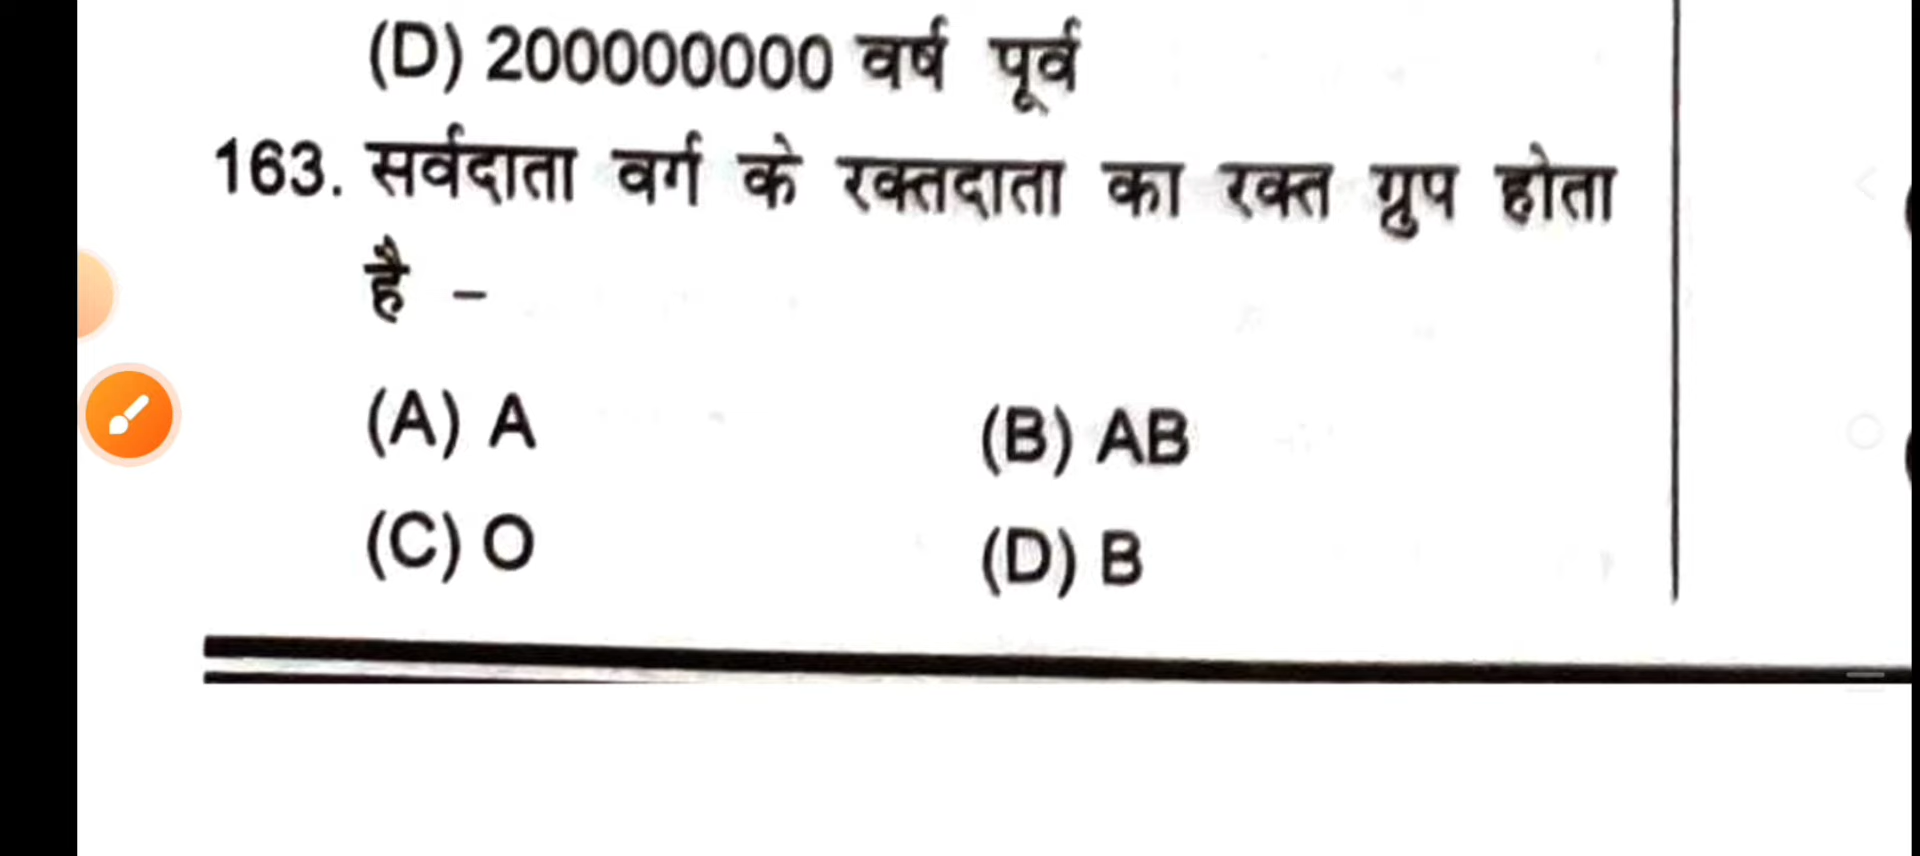 (D) 200000000 वर्ष पूर्व
163. सर्वदाता वर्ग के रक्तदाता का रक्त ग्रुप होता
है –
(A) A (B) AB
(C) O (D) B